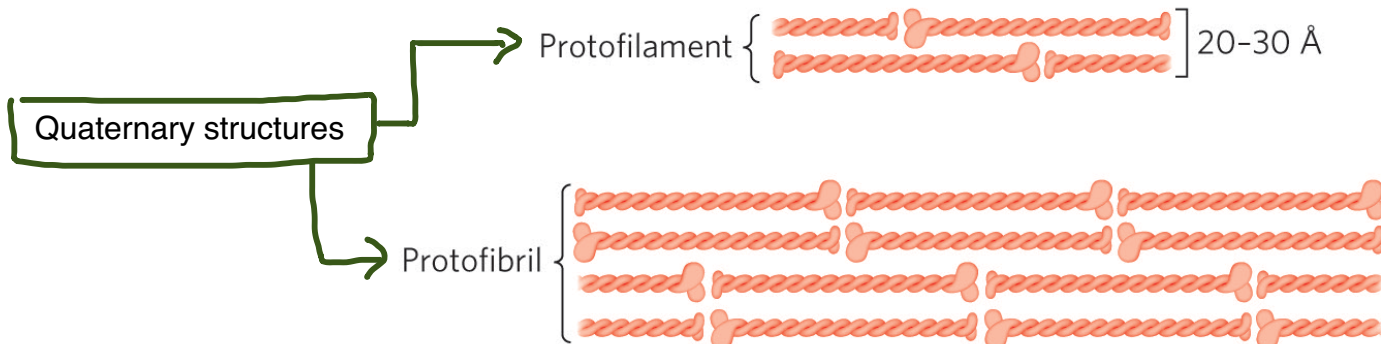 Protofilament
20–30 Å
Quaternary structures
Protofibril